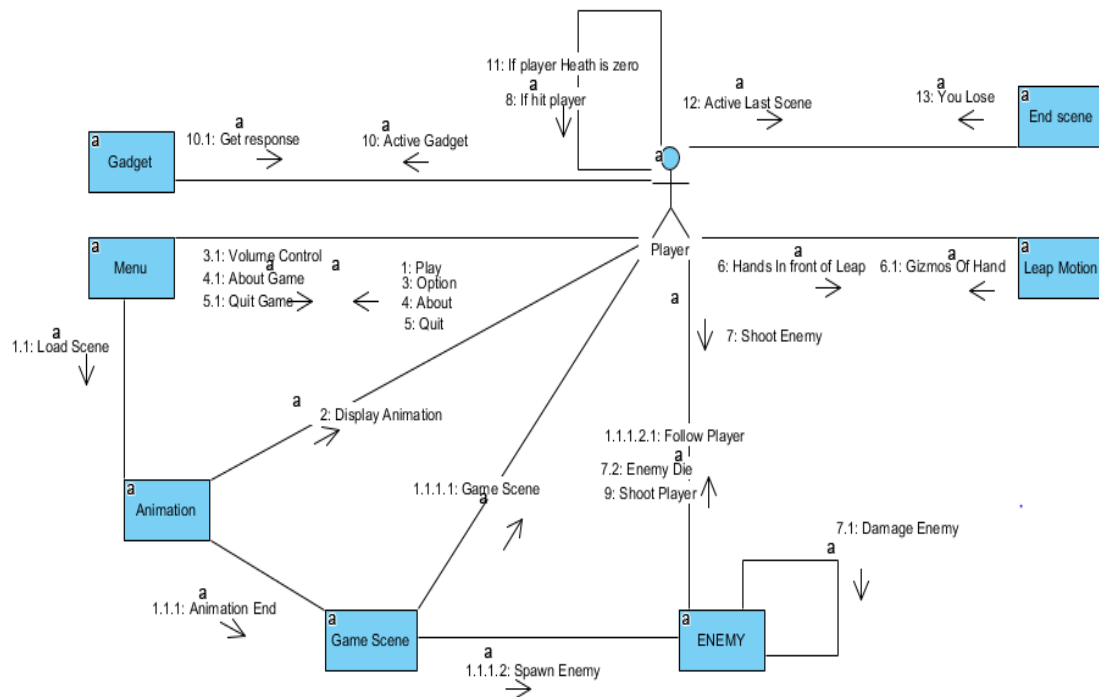 11: If player Heath is zero
a
8: If hit player
a
12: Active Last Scene
a
13: You Lose
a
End scene
a
10.1: Get response
a
10: Active Gadget
a
Gadget
a
Player
a
Menu
3.1: Volume Control
a
4.1: About Game
5.1: Quit Game
a
1: Play
3: Option
4: About
5: Quit
a
6: Hands In front of Leap
a
6.1: Gizmos Of Hand
a
Leap Motion
a
7: Shoot Enemy
a
1.1: Load Scene
a
2: Display Animation
1.1.1.2.1: Follow Player
a
7.2: Enemy Die
9: Shoot Player
1.1.1.1: Game Scene
a
a
Animation
7.1: Damage Enemy
a
a
1.1.1: Animation End
a
Game Scene
a
ENEMY
a
1.1.1.2: Spawn Enemy